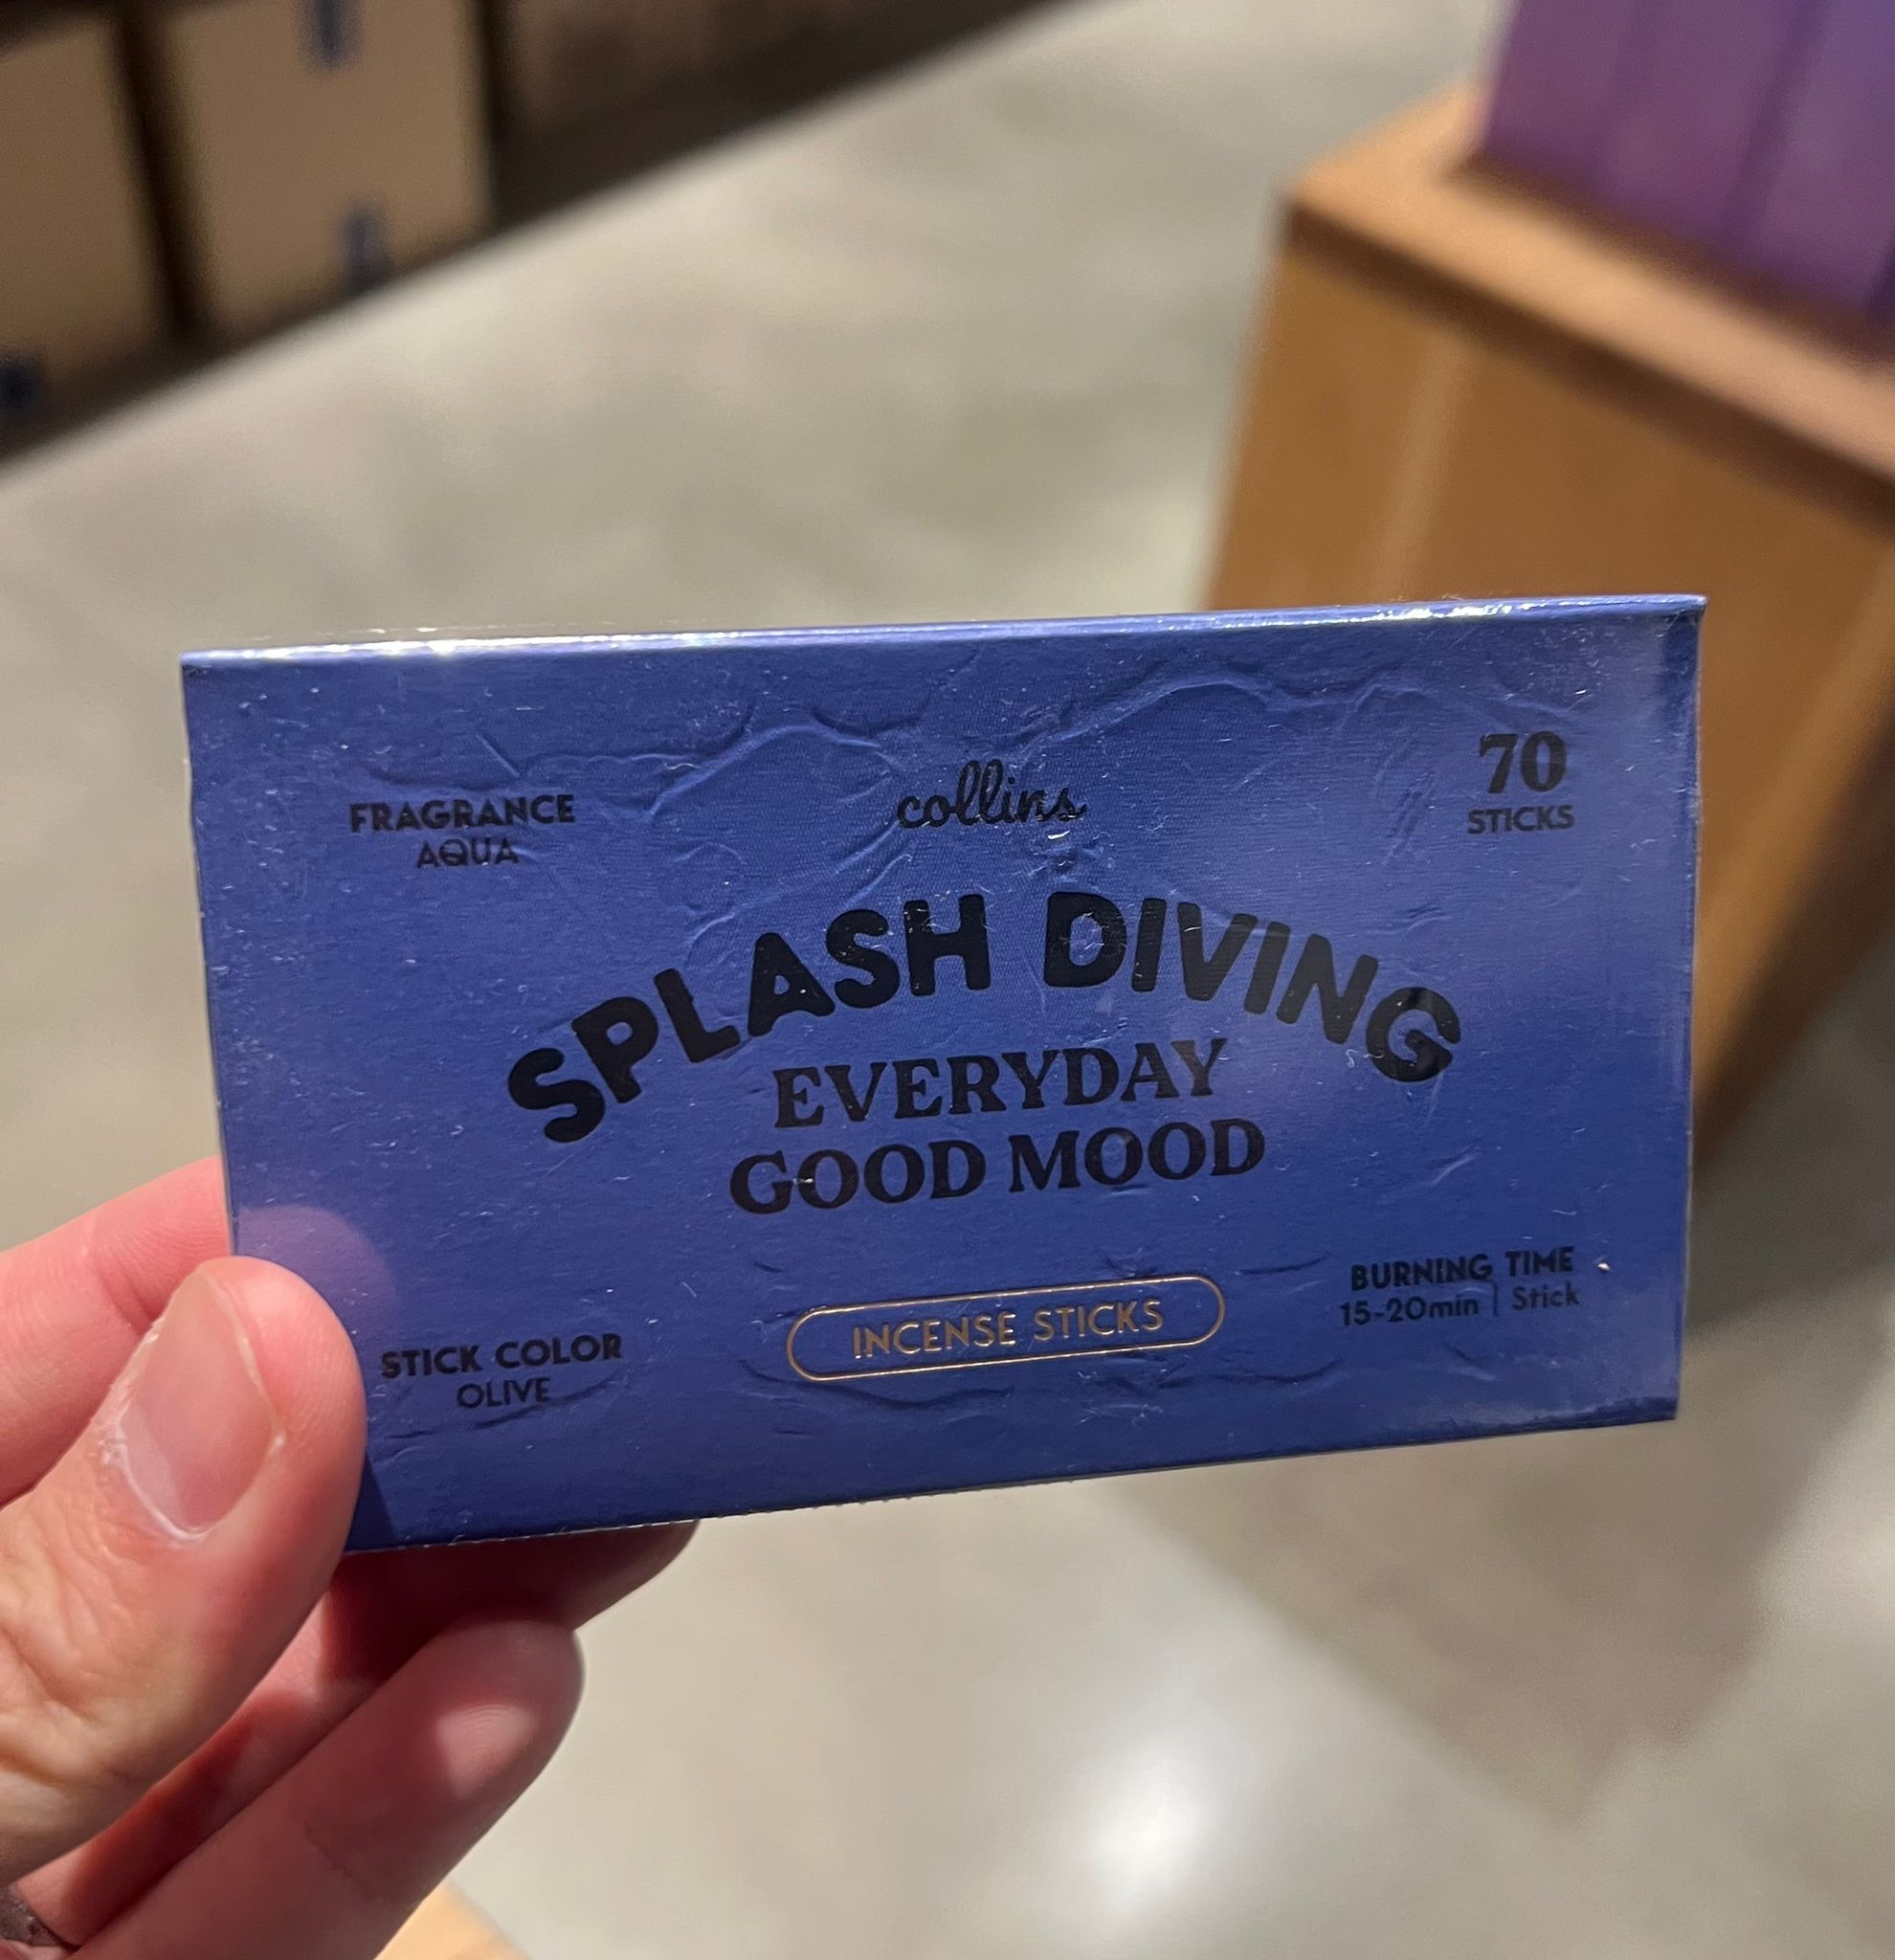 FRAGRANCE
AQUA
collins
70
STICKS
SPLASH DIVING
EVERYDAY
GOOD MOOD
STICK COLOR
OLIVE
INCENSE STICKS
BURNING TIME
15-20min | Stick